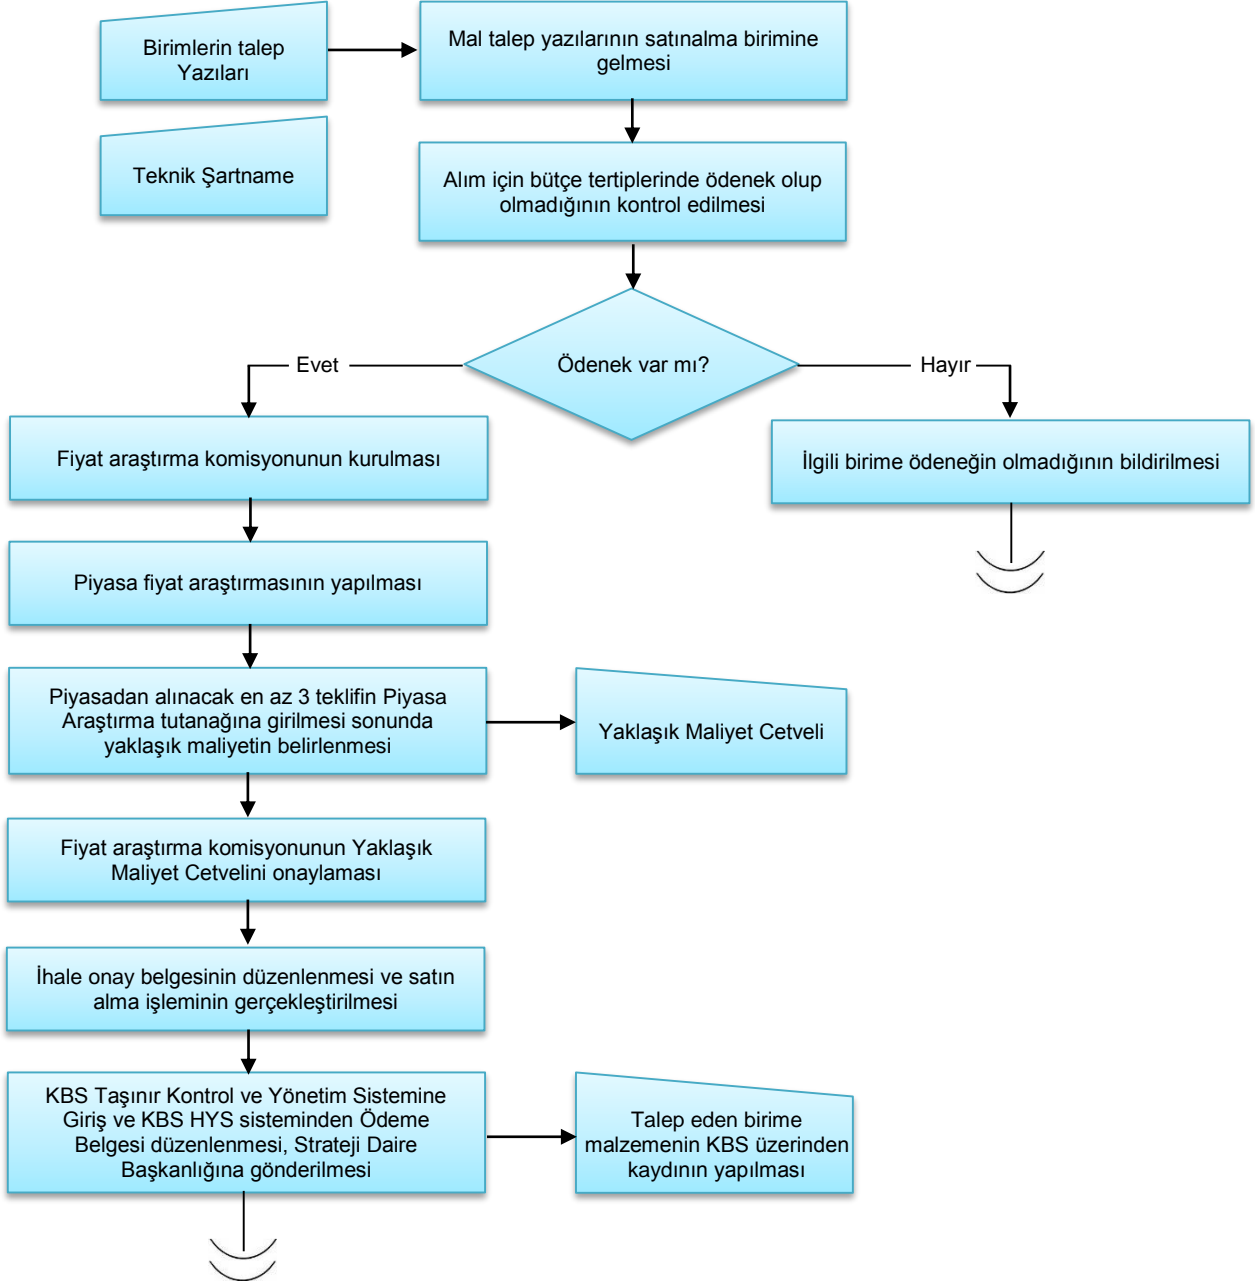 Birimlerin talep
Yazıları
Mal talep yazılarının satınalma birimine
gelmesi
Teknik Şartname
Alım için bütçe tertiplerinde ödenek olup
olmadığının kontrol edilmesi
Ödenek var mı?
Evet
Hayır
Fiyat araştırma komisyonunun kurulması
İlgili birime ödeneğin olmadığının bildirilmesi
Piyasa fiyat araştırmasının yapılması
Piyasadan alınacak en az 3 teklifin Piyasa
Araştırma tutanağına girilmesi sonunda
yaklaşık maliyetin belirlenmesi
Yaklaşık Maliyet Cetveli
Fiyat araştırma komisyonunun Yaklaşık
Maliyet Cetvelini onaylaması
İhale onay belgesinin düzenlenmesi ve satın
alma işleminin gerçekleştirilmesi
KBS Taşınır Kontrol ve Yönetim Sistemine
Giriş ve KBS HYS sisteminden Ödeme
Belgesi düzenlenmesi, Strateji Daire
Başkanlığına gönderilmesi
Talep eden birime
malzemenin KBS üzerinden
kaydının yapılması